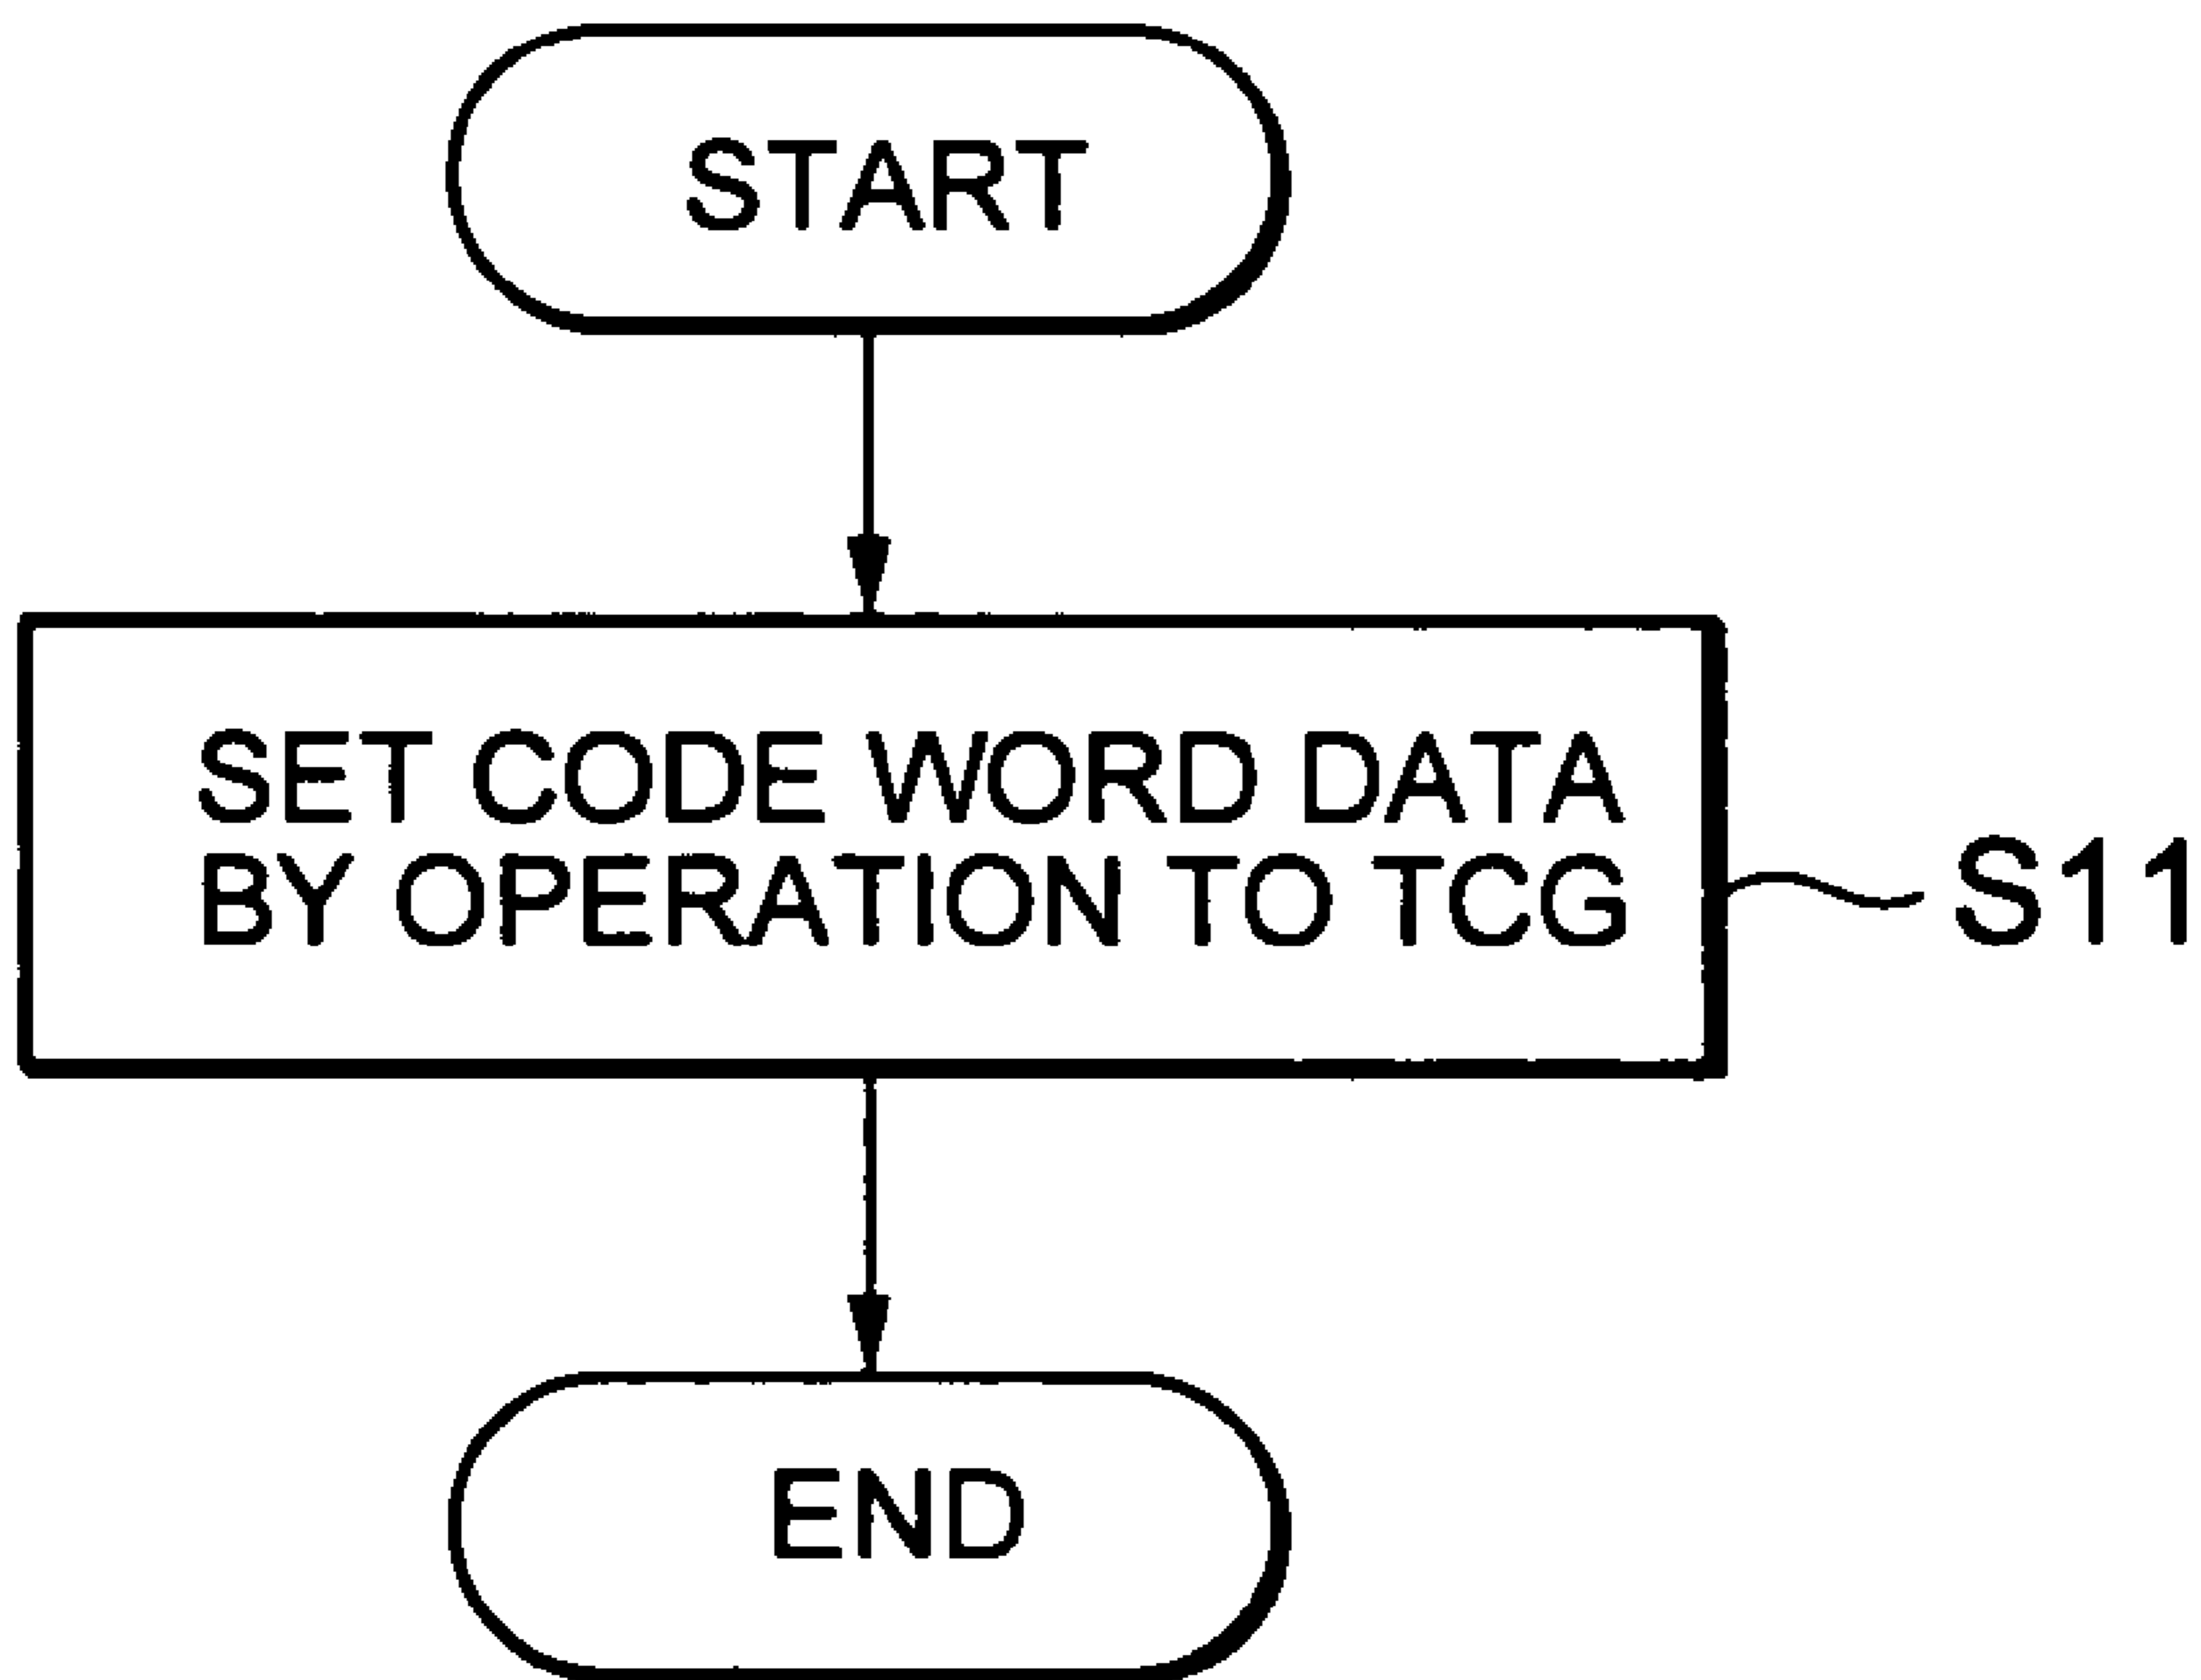 START
SET CODE WORD DATA
BY OPERATION TO TCG
S11
END